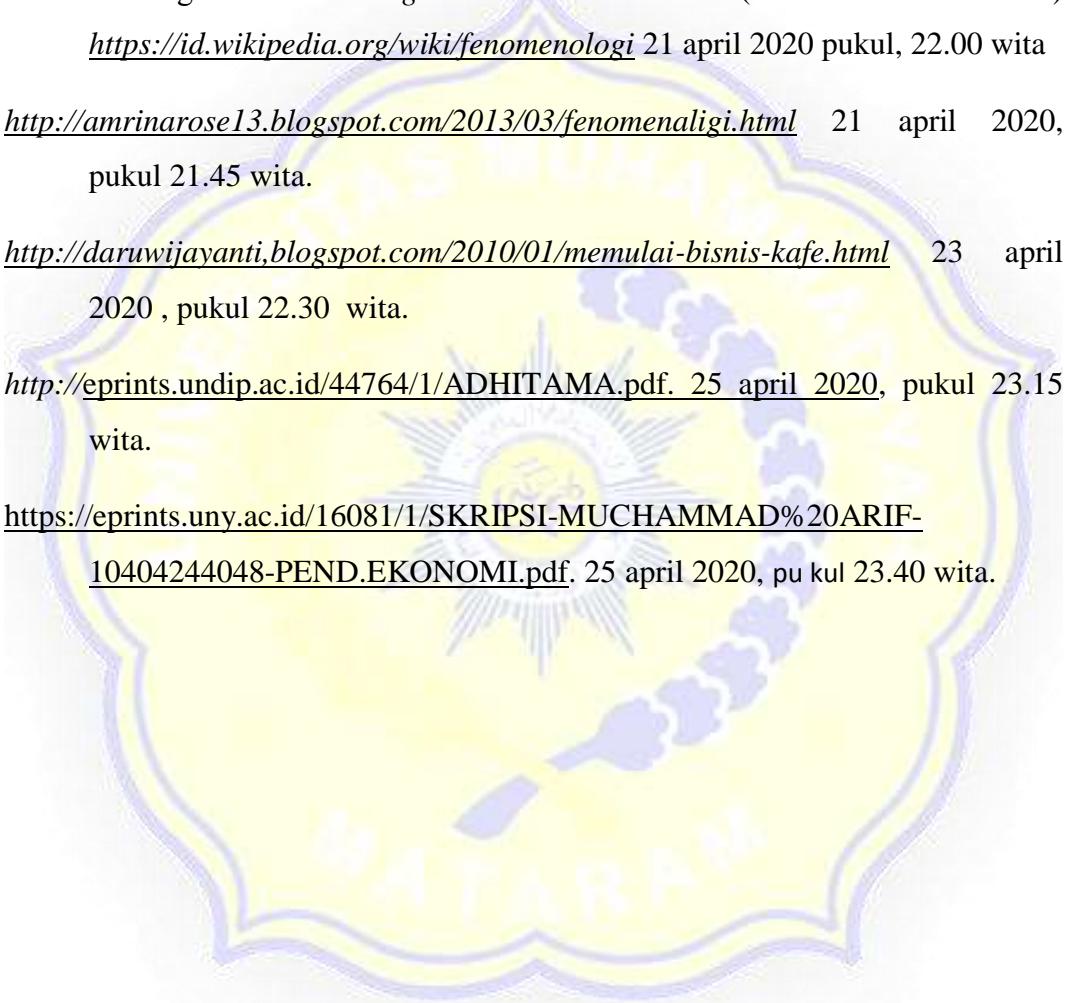 https://id.wikipedia.org/wiki/fenomenologi 21 april 2020 pukul, 22.00 wita
http://amrinarose13.blogspot.com/2013/03/fenomenaligi.html 21 april 2020,
pukul 21.45 wita.
http://daruwijayanti,blogspot.com/2010/01/memulai-bisnis-kafe.html 23 april
2020 , pukul 22.30 wita.
http://eprints.undip.ac.id/44764/1/ADHITAMA.pdf. 25 april 2020, pukul 23.15
wita.
https://eprints.uny.ac.id/16081/1/SKRIPSI-MUCHAMMAD%20ARIF-
10404244048-PEND.EKONOMI.pdf. 25 april 2020, pu kul 23.40 wita.
UNIVERSITAS MUHAMMADIYAH
MATARAM